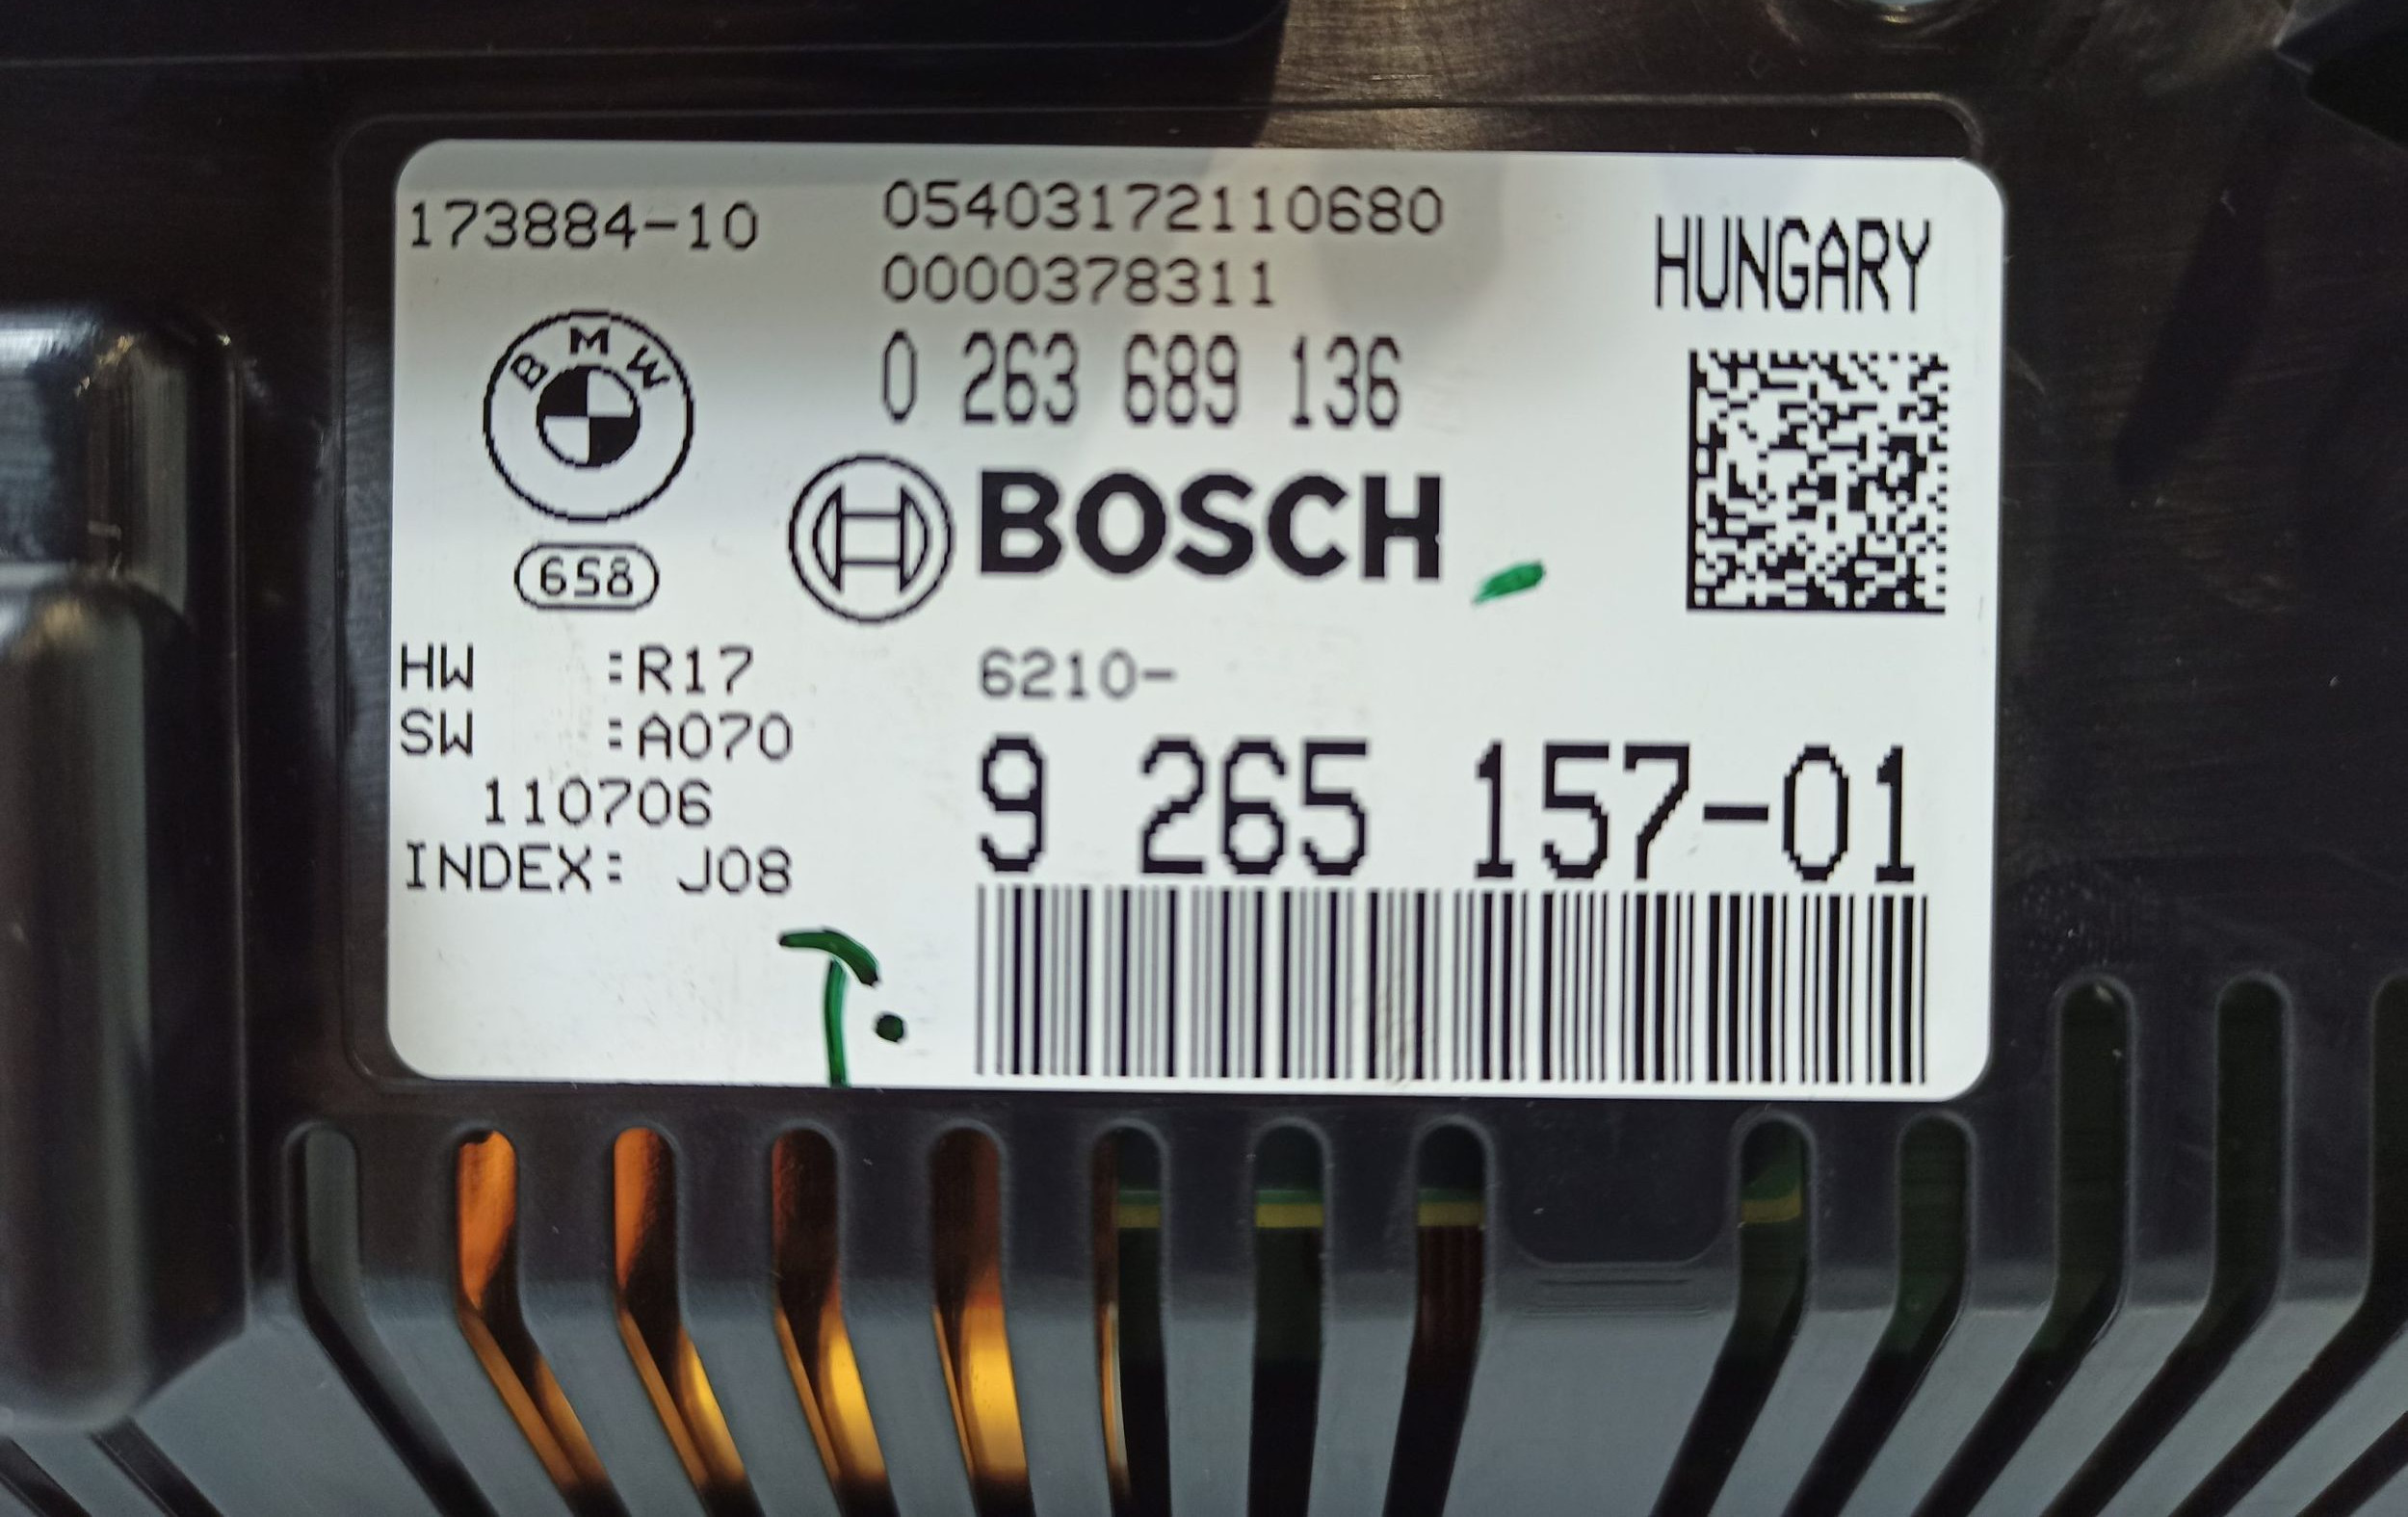 173884-10
05403172110680
0000378311
HUNGARY
0 263 689 136
BMW
BOSCH
658
HW :R17
SW :A070
110706
INDEX: J08
6210-
9 265 157-01
T.